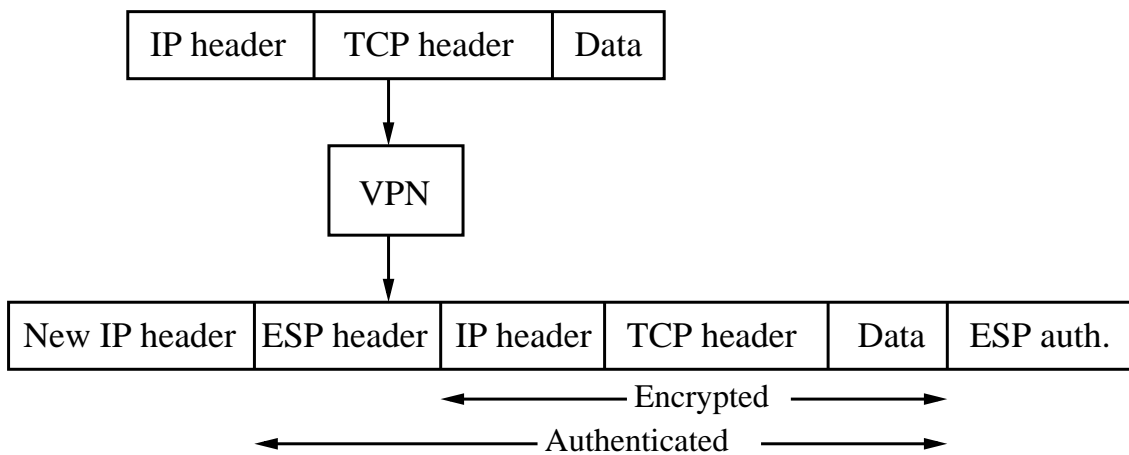 IP header TCP header Data
VPN
New IP header ESP header IP header TCP header Data ESP auth.
Encrypted
Authenticated